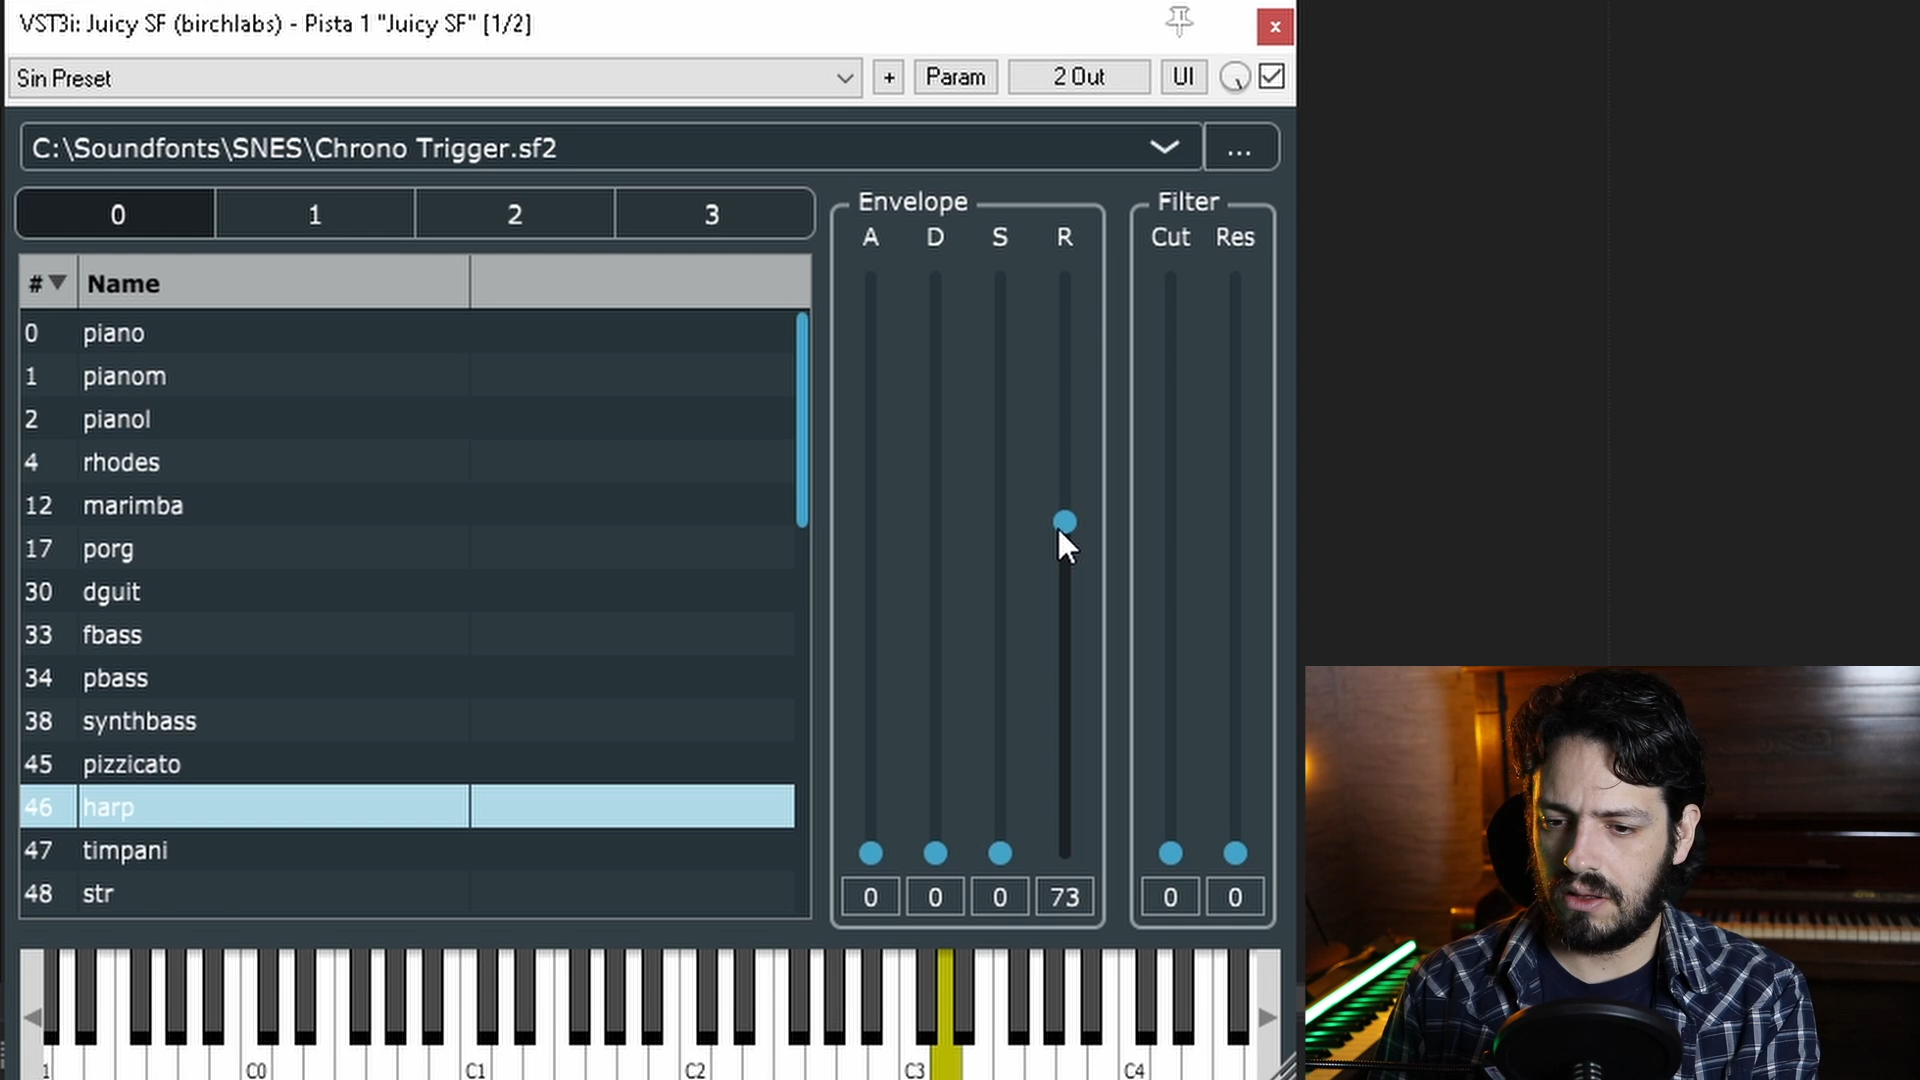 VST3i: Juicy SF (birchlabs) - Pista 1 "Juicy SF" [1/2]
x
Sin Preset
+
Param
2 Out
UI
C:\Soundfonts\SNES\Chrono Trigger.sf2
...
0 1 2 3
Envelope
Filter
A D S R
Cut Res
# Name
0 piano
1 pianom
2 pianol
4 rhodes
12 marimba
17 porg
30 dguit
33 fbass
34 pbass
38 synthbass
45 pizzicato
46 harp
47 timpani
48 str
0 0 0 73
0 0
C0 C1 C2 C3 C4